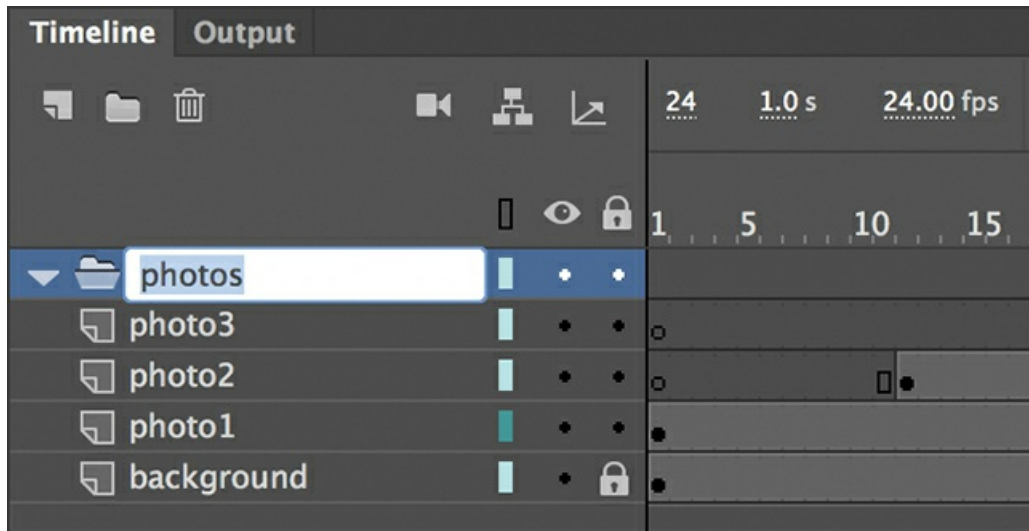 Timeline Output
24 1.0 s 24.00 fps
1 5 10 15
photos
photo3
photo2
photo1
background